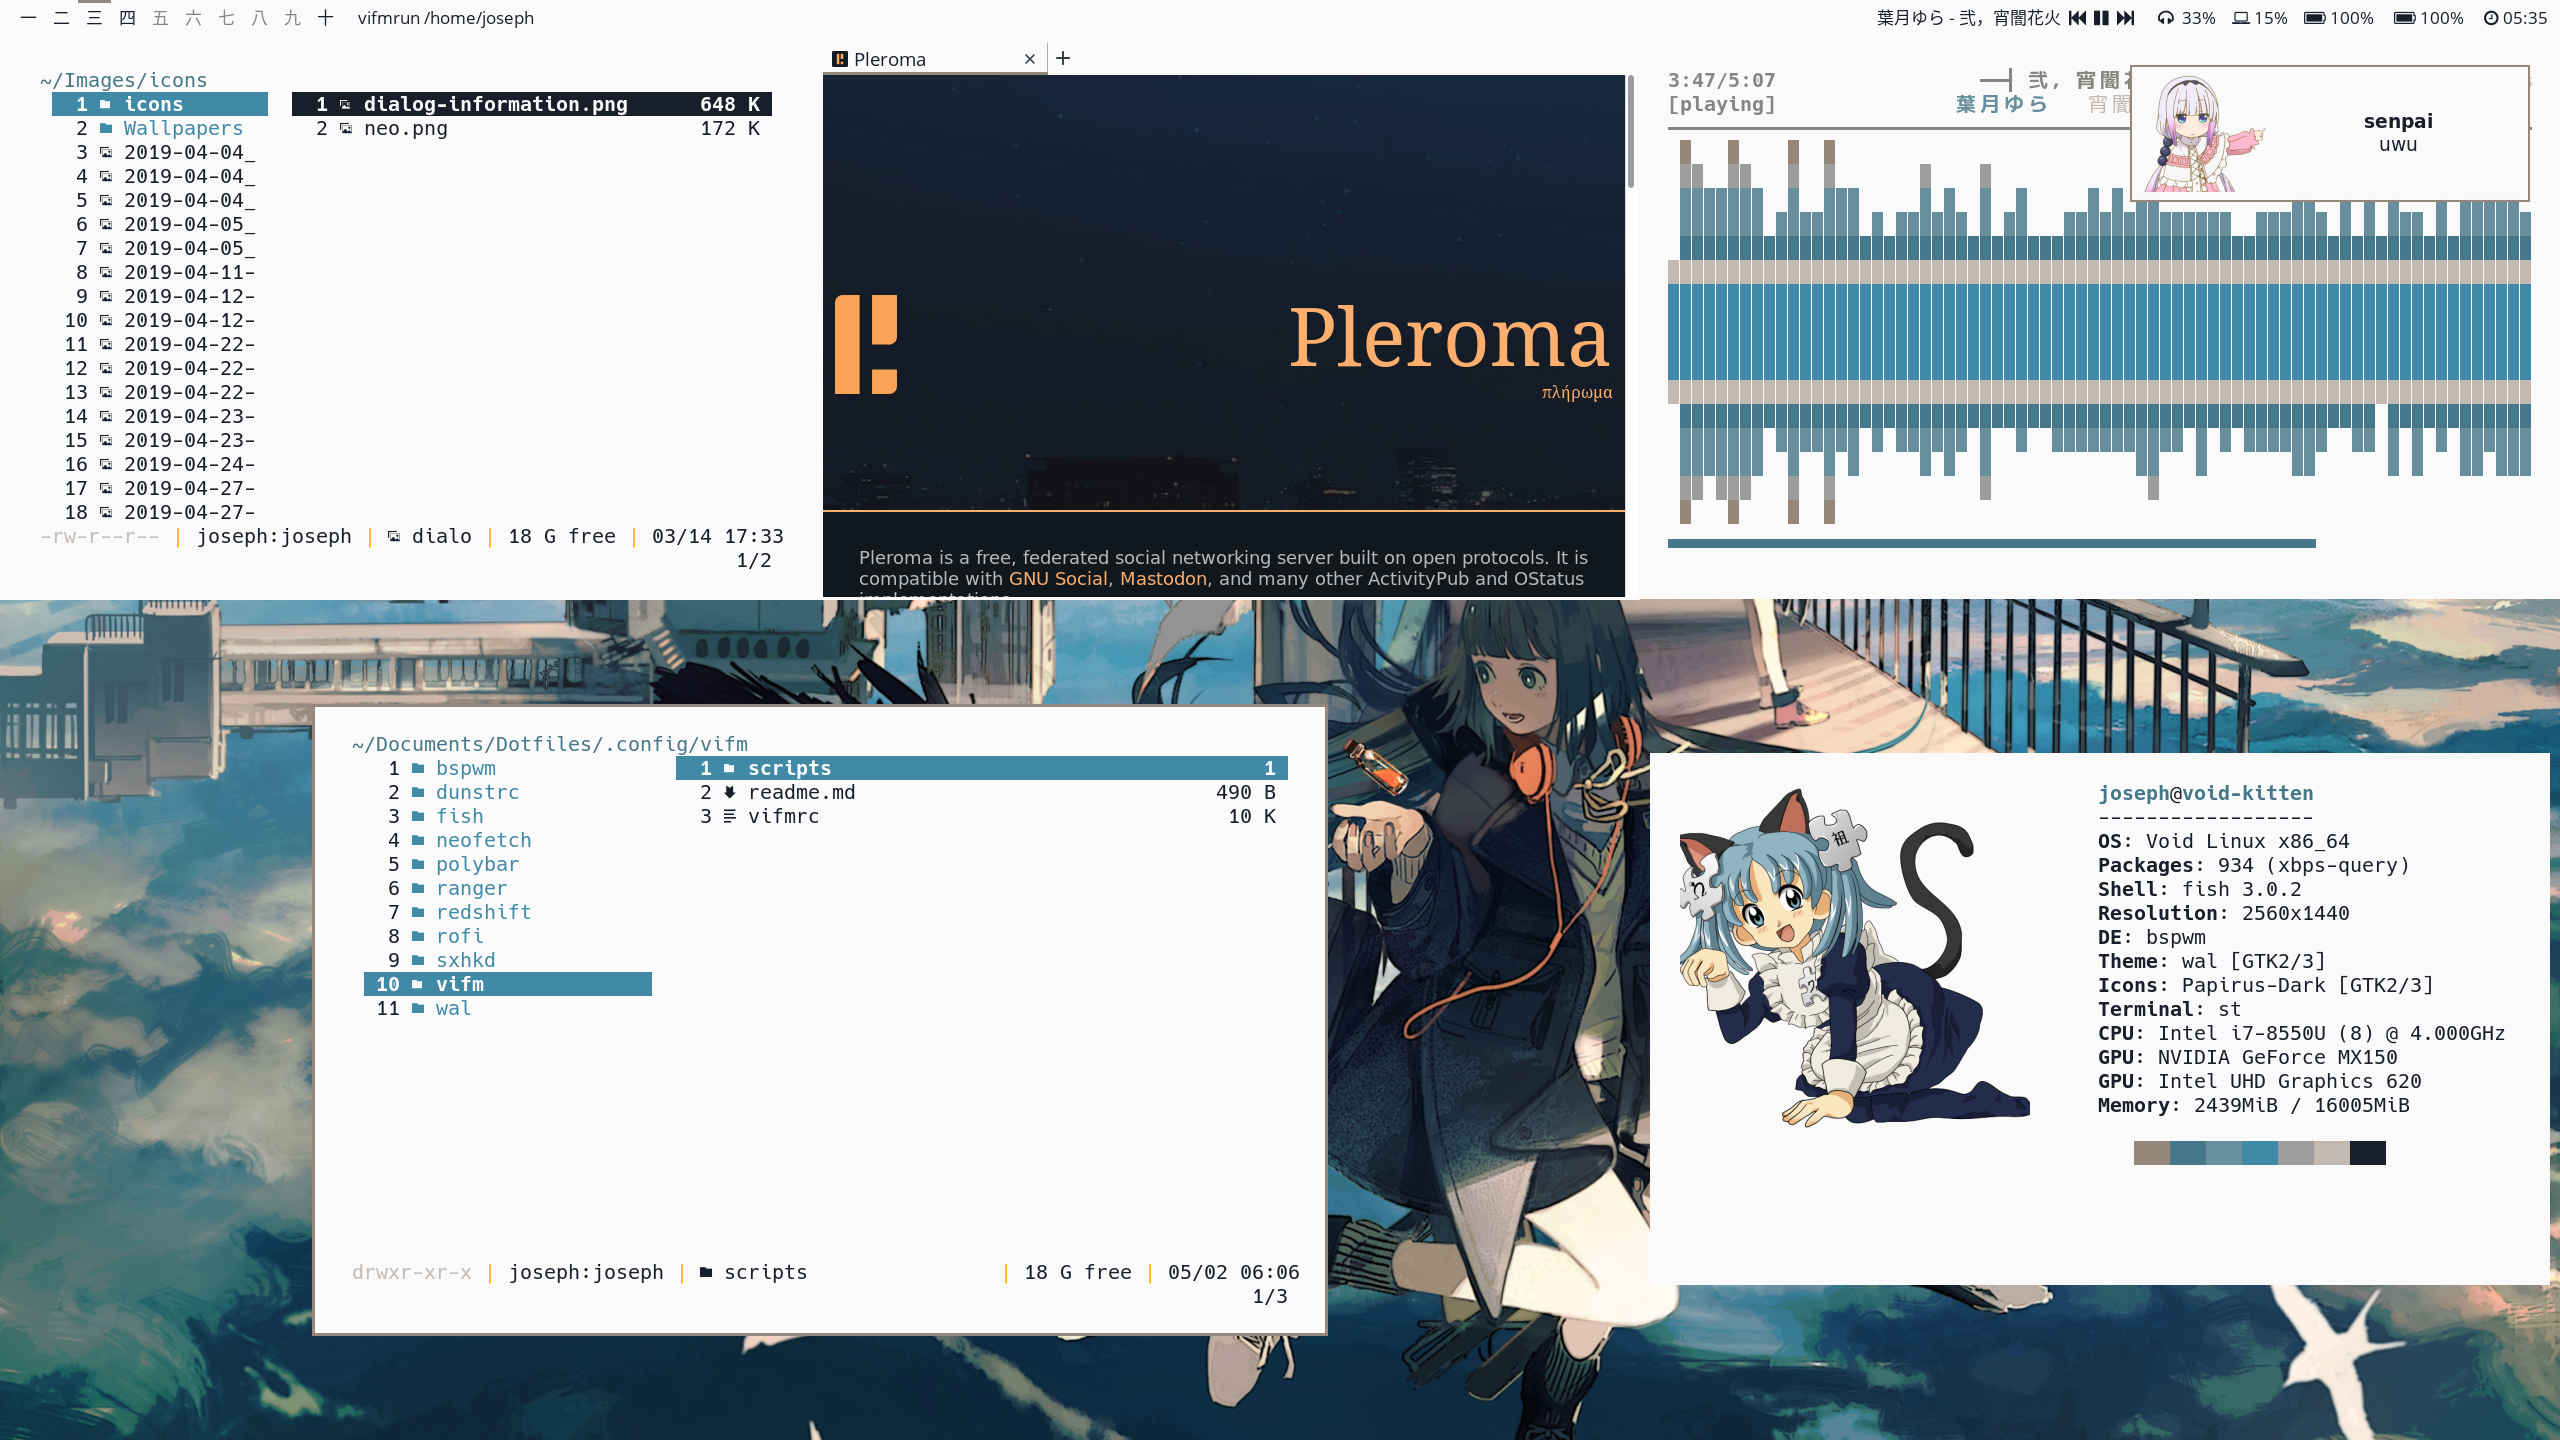 一 二 三 四 五 六 七 八 九 十 vifmrun /home/joseph
葉月ゆら - 弐，宵闇花火 33% 15% 100% 100% 05:35
~/Images/icons
1 icons
2 Wallpapers
3 2019-04-04_
4 2019-04-04_
5 2019-04-04_
6 2019-04-05_
7 2019-04-05_
8 2019-04-11-
9 2019-04-12-
10 2019-04-12-
11 2019-04-22-
12 2019-04-22-
13 2019-04-22-
14 2019-04-23-
15 2019-04-23-
16 2019-04-24-
17 2019-04-27-
18 2019-04-27-
1 dialog-information.png 648 K
2 neo.png 172 K
-rw-r--r-- | joseph:joseph | dialo | 18 G free | 03/14 17:33
1/2
Pleroma × +
Pleroma
πλήρωμα
Pleroma is a free, federated social networking server built on open protocols. It is
compatible with GNU Social, Mastodon, and many other ActivityPub and OStatus
3:47/5:07 弐，宵闇
[playing] 葉月ゆら 宵闇
senpai
uwu
~/Documents/Dotfiles/.config/vifm
1 bspwm
2 dunstrc
3 fish
4 neofetch
5 polybar
6 ranger
7 redshift
8 rofi
9 sxhkd
10 vifm
11 wal
1 scripts 1
2 readme.md 490 B
3 vifmrc 10 K
drwxr-xr-x | joseph:joseph | scripts | 18 G free | 05/02 06:06
1/3
祖
joseph@void-kitten
------------------
OS: Void Linux x86_64
Packages: 934 (xbps-query)
Shell: fish 3.0.2
Resolution: 2560x1440
DE: bspwm
Theme: wal [GTK2/3]
Icons: Papirus-Dark [GTK2/3]
Terminal: st
CPU: Intel i7-8550U (8) @ 4.000GHz
GPU: NVIDIA GeForce MX150
GPU: Intel UHD Graphics 620
Memory: 2439MiB / 16005MiB